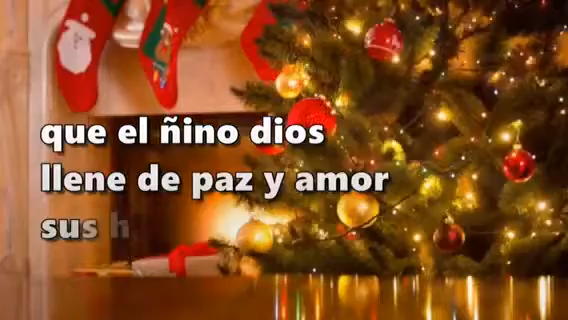 que el ñino dios
llene de paz y amor
sus h